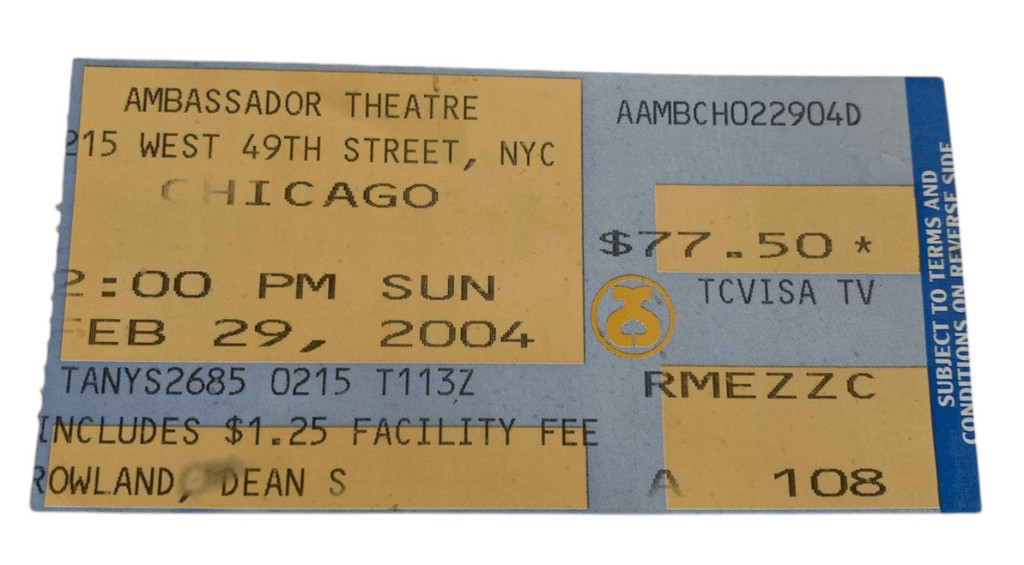 AMBASSADOR THEATRE
215 WEST 49TH STREET, NYC
CHICAGO
2:00 PM SUN
FEB 29, 2004
TANYS2685 0215 T113Z
INCLUDES $1.25 FACILITY FEE
ROWLAND, DEAN S
AAMBCH022904D
$77.50 *
TCVISA TV
RMEZZC
A 108
SUBJECT TO TERMS AND
CONDITIONS ON REVERSE SIDE